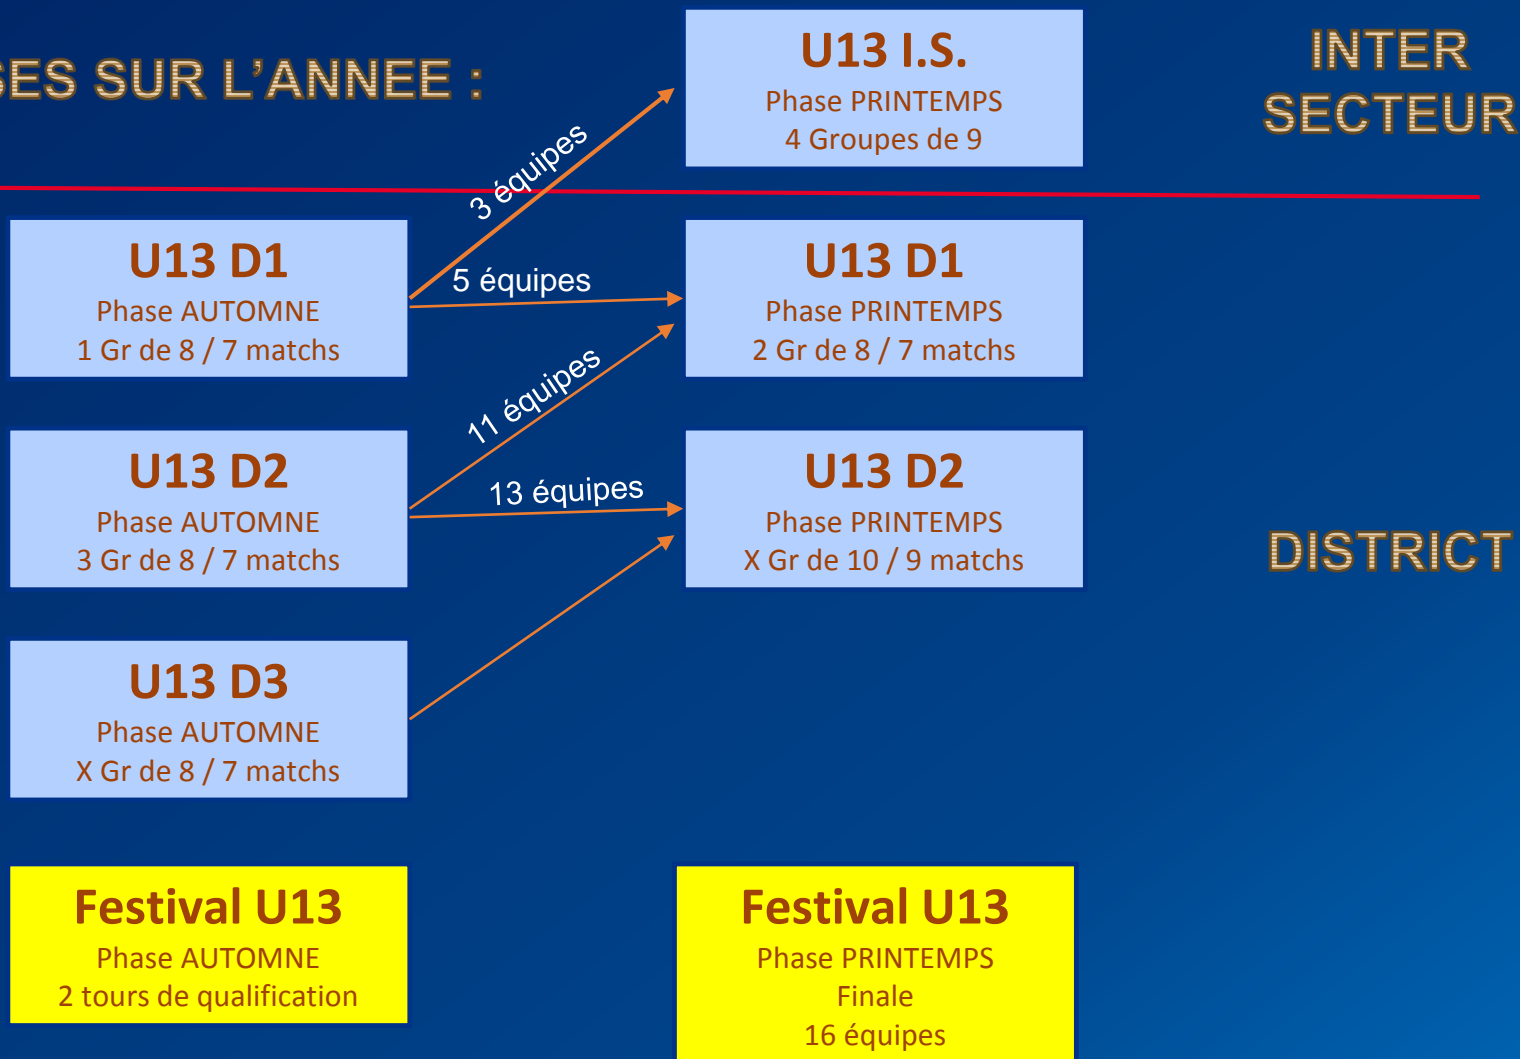 SUR L'ANNEE :
U13 I.S.
Phase PRINTEMPS
4 Groupes de 9
INTER
SECTEUR
3 équipes
U13 D1
Phase AUTOMNE
1 Gr de 8 / 7 matchs
5 équipes
U13 D1
Phase PRINTEMPS
2 Gr de 8 / 7 matchs
11 équipes
U13 D2
Phase AUTOMNE
3 Gr de 8 / 7 matchs
13 équipes
U13 D2
Phase PRINTEMPS
X Gr de 10 / 9 matchs
DISTRICT
U13 D3
Phase AUTOMNE
X Gr de 8 / 7 matchs
Festival U13
Phase AUTOMNE
2 tours de qualification
Festival U13
Phase PRINTEMPS
Finale
16 équipes